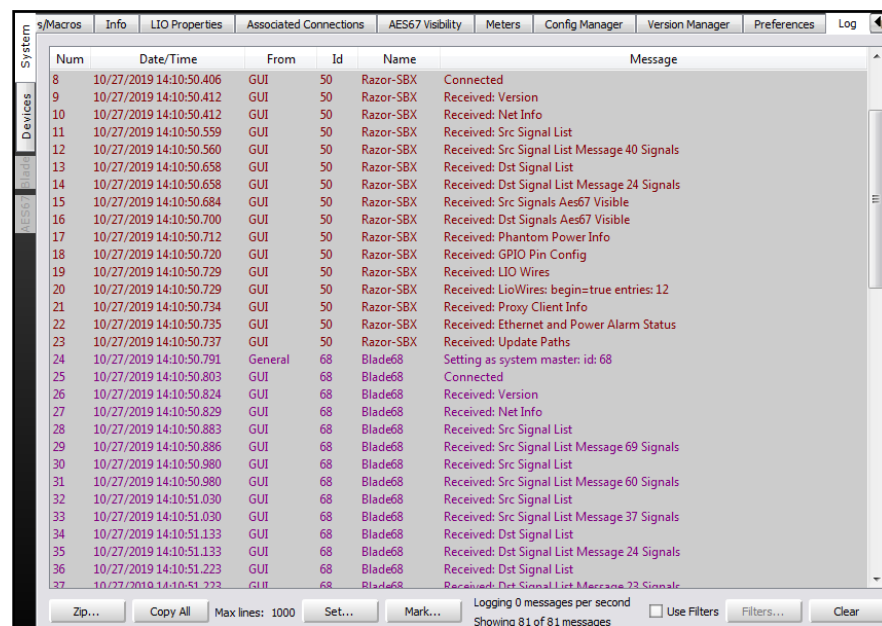 s/Macros Info LIO Properties Associated Connections AES67 Visibility Meters Config Manager Version Manager Preferences Log
System
Devices
Blade
AES67
Num Date/Time From Id Name Message
8 10/27/2019 14:10:50.406 GUI 50 Razor-SBX Connected
9 10/27/2019 14:10:50.412 GUI 50 Razor-SBX Received: Version
10 10/27/2019 14:10:50.412 GUI 50 Razor-SBX Received: Net Info
11 10/27/2019 14:10:50.559 GUI 50 Razor-SBX Received: Src Signal List
12 10/27/2019 14:10:50.560 GUI 50 Razor-SBX Received: Src Signal List Message 40 Signals
13 10/27/2019 14:10:50.658 GUI 50 Razor-SBX Received: Dst Signal List
14 10/27/2019 14:10:50.658 GUI 50 Razor-SBX Received: Dst Signal List Message 24 Signals
15 10/27/2019 14:10:50.684 GUI 50 Razor-SBX Received: Src Signals Aes67 Visible
16 10/27/2019 14:10:50.700 GUI 50 Razor-SBX Received: Dst Signals Aes67 Visible
17 10/27/2019 14:10:50.712 GUI 50 Razor-SBX Received: Phantom Power Info
18 10/27/2019 14:10:50.720 GUI 50 Razor-SBX Received: GPIO Pin Config
19 10/27/2019 14:10:50.729 GUI 50 Razor-SBX Received: LIO Wires
20 10/27/2019 14:10:50.729 GUI 50 Razor-SBX Received: LioWires: begin=true entries: 12
21 10/27/2019 14:10:50.734 GUI 50 Razor-SBX Received: Proxy Client Info
22 10/27/2019 14:10:50.735 GUI 50 Razor-SBX Received: Ethernet and Power Alarm Status
23 10/27/2019 14:10:50.737 GUI 50 Razor-SBX Received: Update Paths
24 10/27/2019 14:10:50.791 General 68 Blade68 Setting as system master: id: 68
25 10/27/2019 14:10:50.803 GUI 68 Blade68 Connected
26 10/27/2019 14:10:50.824 GUI 68 Blade68 Received: Version
27 10/27/2019 14:10:50.829 GUI 68 Blade68 Received: Net Info
28 10/27/2019 14:10:50.883 GUI 68 Blade68 Received: Src Signal List
29 10/27/2019 14:10:50.886 GUI 68 Blade68 Received: Src Signal List Message 69 Signals
30 10/27/2019 14:10:50.980 GUI 68 Blade68 Received: Src Signal List
31 10/27/2019 14:10:50.980 GUI 68 Blade68 Received: Src Signal List Message 60 Signals
32 10/27/2019 14:10:51.030 GUI 68 Blade68 Received: Src Signal List
33 10/27/2019 14:10:51.030 GUI 68 Blade68 Received: Src Signal List Message 37 Signals
34 10/27/2019 14:10:51.133 GUI 68 Blade68 Received: Dst Signal List
35 10/27/2019 14:10:51.133 GUI 68 Blade68 Received: Dst Signal List Message 24 Signals
36 10/27/2019 14:10:51.223 GUI 68 Blade68 Received: Dst Signal List
37 10/27/2019 14:10:51.223 GUI 68 Blade68 Received: Dst Signal List Message 23 Signals
Zip... Copy All Max lines: 1000 Set... Mark... Logging 0 messages per second Use Filters Filters... Clear
Showing 81 of 81 messages